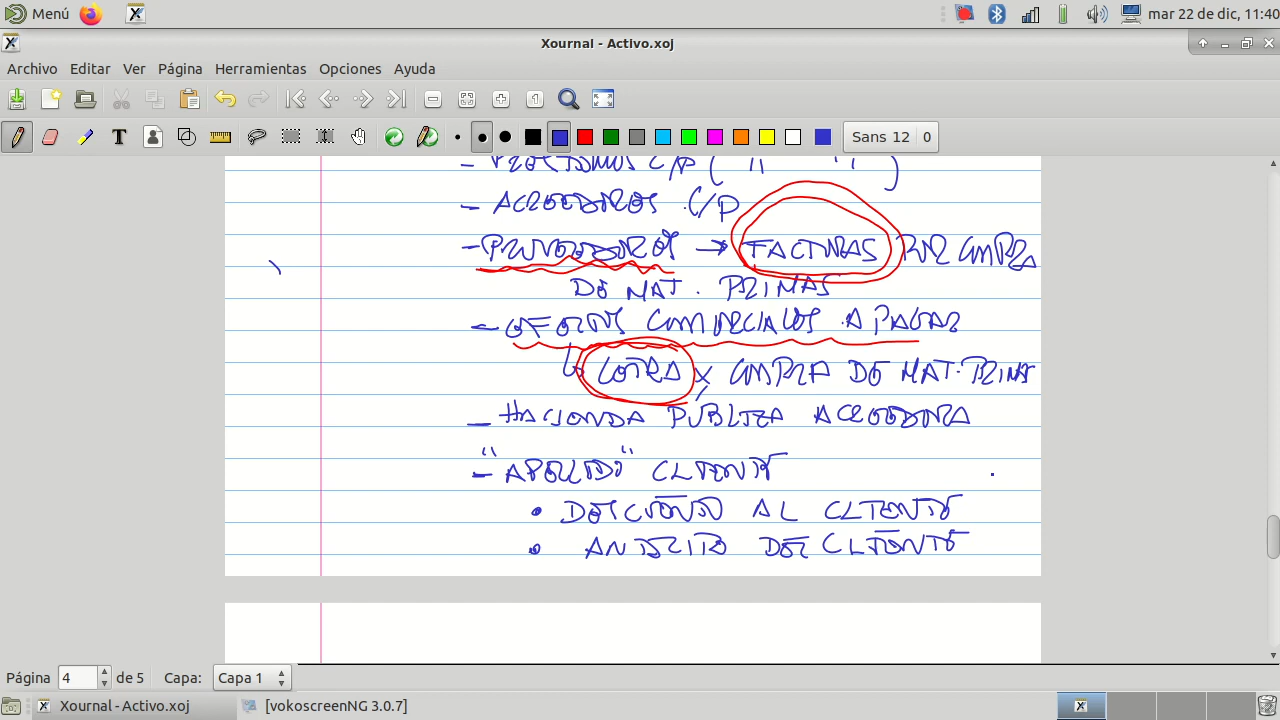 Menú mar 22 de dic, 11:40
Xournal - Activo.xoj
Archivo Editar Ver Página Herramientas Opciones Ayuda
Sans 12 0
- PRÉSTAMOS C/P ( " " )
- ACREEDORES C/P
- PROVEEDORES → FACTURAS POR COMPRA
DE MAT. PRIMAS
- EFECTOS COMERCIALES A PAGAR
↳ LETRA x COMPRA DE MAT. PRIMAS
- HACIENDA PÚBLICA ACREEDORA
- "APELLIDO" CLIENTE
• DESCUENTO AL CLIENTE
• ANTICIPO DEL CLIENTE
Página 4 de 5 Capa: Capa 1
Xournal - Activo.xoj [vokoscreenNG 3.0.7]